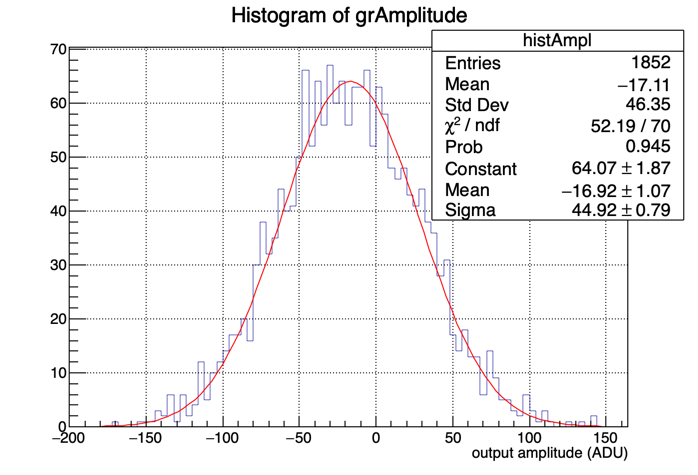 Histogram of grAmplitude
histAmpl
Entries 1852
Mean −17.11
Std Dev 46.35
χ² / ndf 52.19 / 70
Prob 0.945
Constant 64.07 ± 1.87
Mean −16.92 ± 1.07
Sigma 44.92 ± 0.79
70
60
50
40
30
20
10
0
−200 −150 −100 −50 0 50 100 150
output amplitude (ADU)